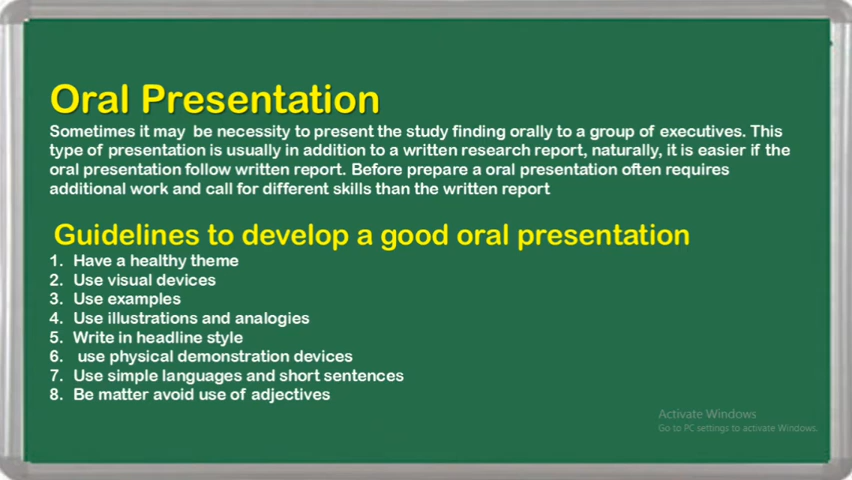 Oral Presentation
Sometimes it may be necessity to present the study finding orally to a group of executives. This
type of presentation is usually in addition to a written research report, naturally, it is easier if the
oral presentation follow written report. Before prepare a oral presentation often requires
additional work and call for different skills than the written report
Guidelines to develop a good oral presentation
1. Have a healthy theme
2. Use visual devices
3. Use examples
4. Use illustrations and analogies
5. Write in headline style
6. use physical demonstration devices
7. Use simple languages and short sentences
8. Be matter avoid use of adjectives
Activate Windows
Go to PC settings to activate Windows.